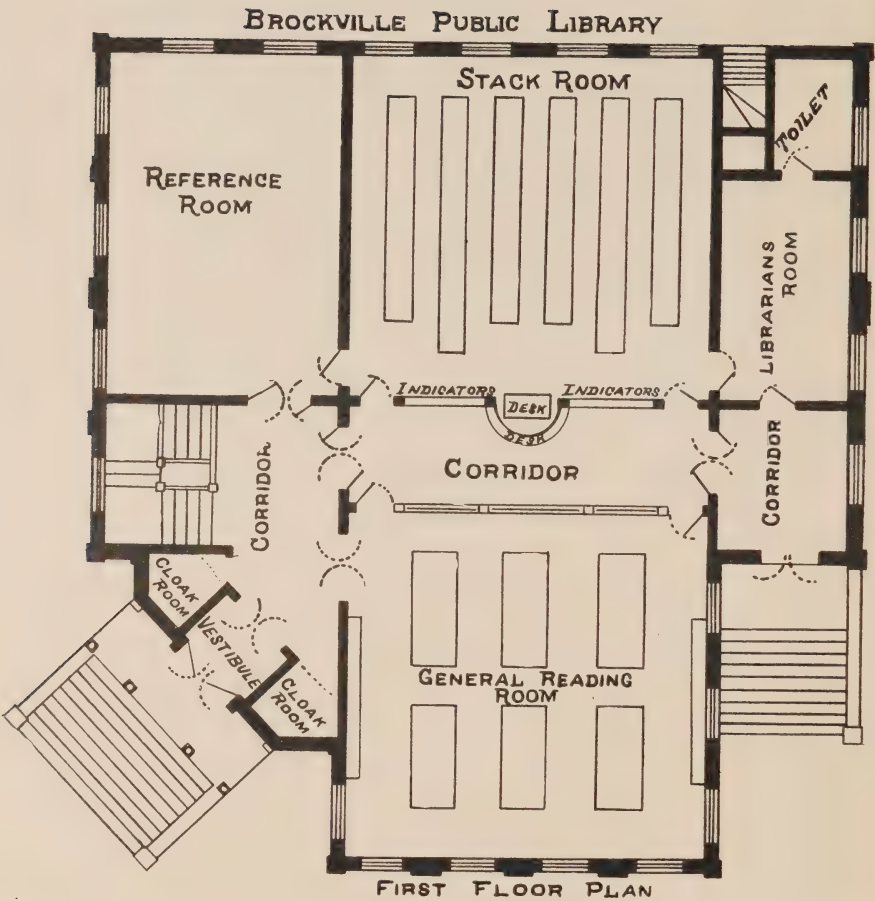 BROCKVILLE PUBLIC LIBRARY
STACK ROOM
TOILET
REFERENCE
ROOM
LIBRARIANS
ROOM
INDICATORS
DESK
INDICATORS
DESK
CORRIDOR
CORRIDOR
CORRIDOR
CLOAK
ROOM
VESTIBULE
CLOAK
ROOM
GENERAL READING
ROOM
FIRST FLOOR PLAN